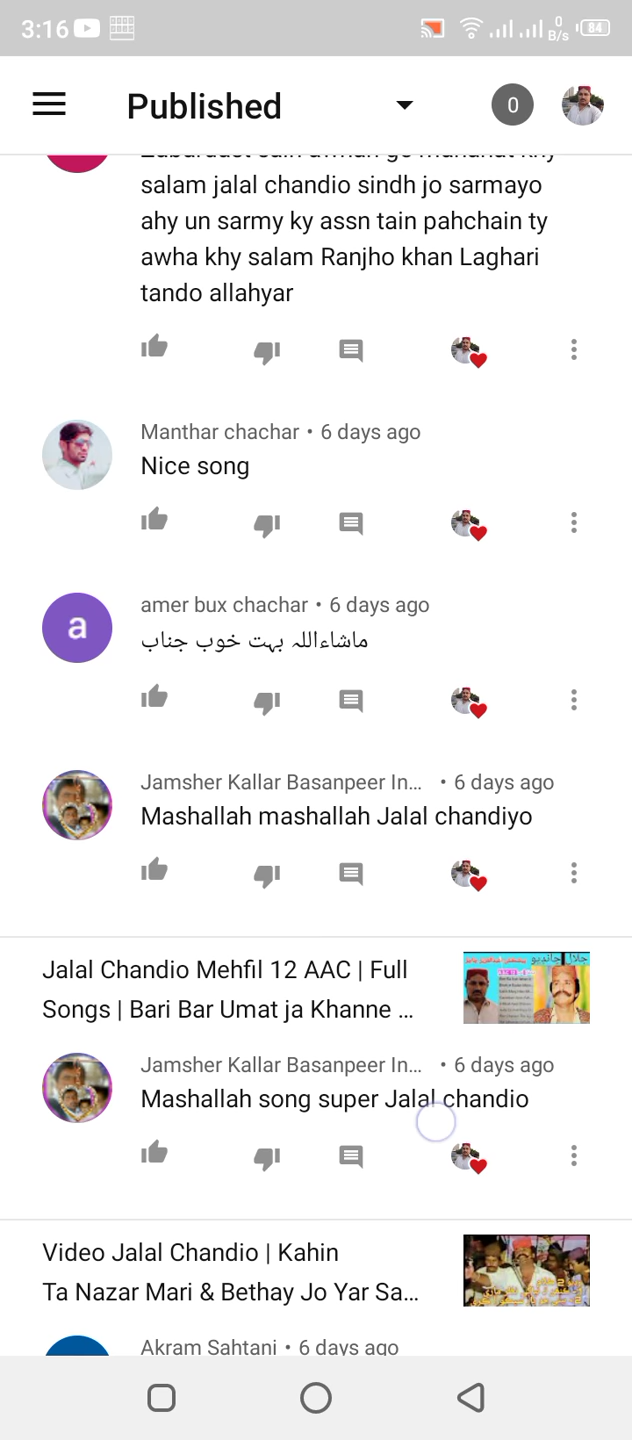 3:16
0
B/s
84
Published
0
salam jalal chandio sindh jo sarmayo
ahy un sarmy ky assn tain pahchain ty
awha khy salam Ranjho khan Laghari
tando allahyar
Manthar chachar • 6 days ago
Nice song
a
amer bux chachar • 6 days ago
ماشاءاللہ بہت خوب جناب
Jamsher Kallar Basanpeer In... • 6 days ago
Mashallah mashallah Jalal chandiyo
Jalal Chandio Mehfil 12 AAC | Full
Songs | Bari Bar Umat ja Khanne ...
جلال چانڊيو
Jamsher Kallar Basanpeer In... • 6 days ago
Mashallah song super Jalal chandio
Video Jalal Chandio | Kahin
Ta Nazar Mari & Bethay Jo Yar Sa...
Akram Sahtani • 6 days ago